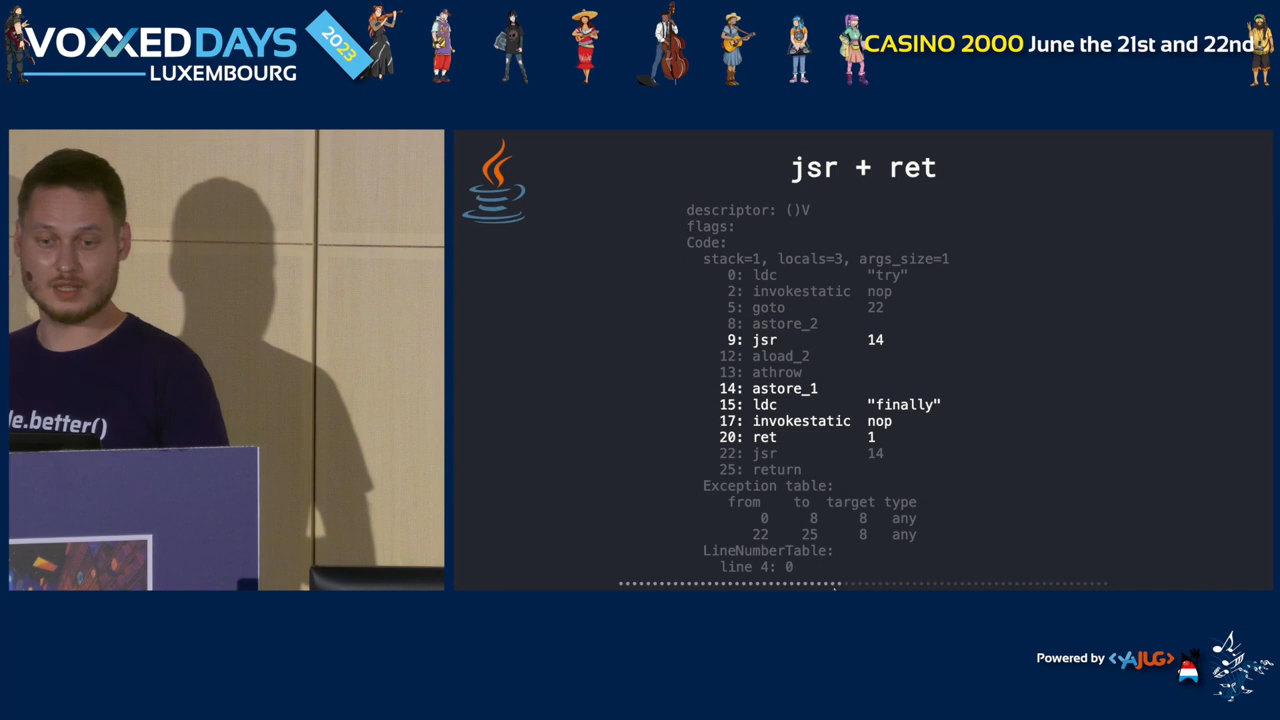 VOXXED DAYS
LUXEMBOURG
2023
CASINO 2000 June the 21st and 22nd
de.better()
jsr + ret
descriptor: ()V
flags:
Code:
stack=1, locals=3, args_size=1
0: ldc "try"
2: invokestatic nop
5: goto 22
8: astore_2
9: jsr 14
12: aload_2
13: athrow
14: astore_1
15: ldc "finally"
17: invokestatic nop
20: ret 1
22: jsr 14
25: return
Exception table:
from to target type
0 8 8 any
22 25 8 any
LineNumberTable:
line 4: 0
Powered by <YAJUG>